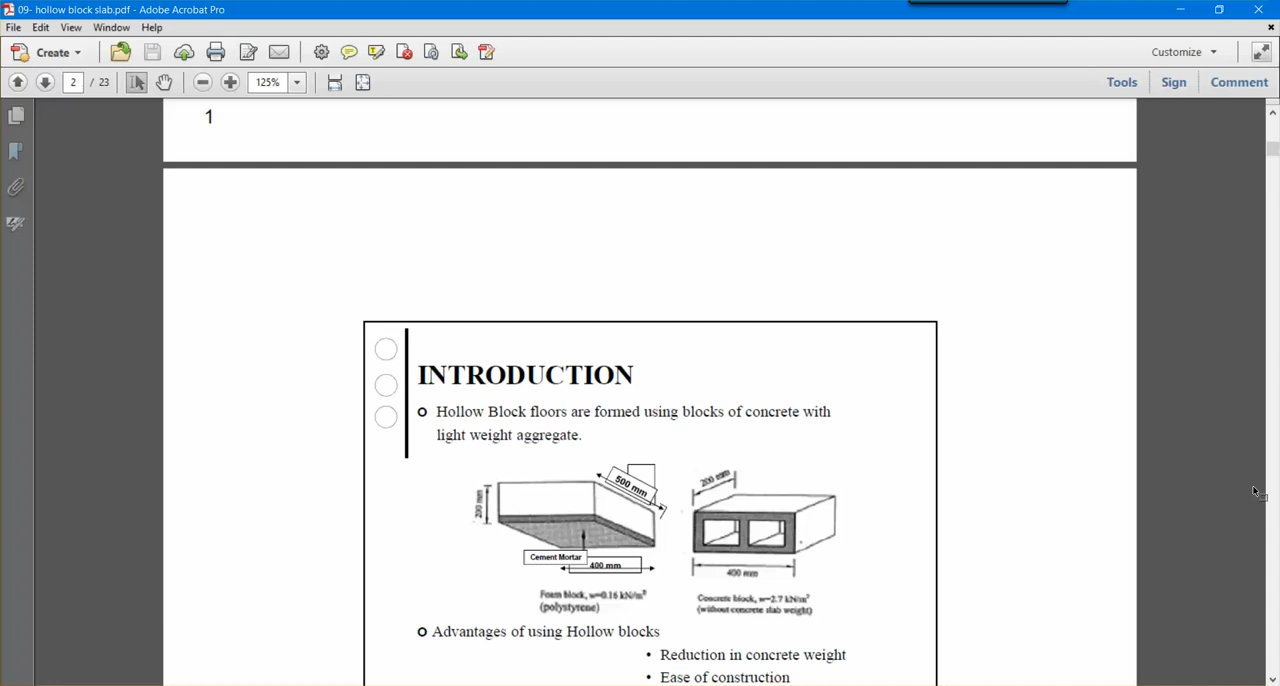 09- hollow block slab.pdf - Adobe Acrobat Pro
File Edit View Window Help
Create Customize
2 / 23 125% Tools Sign Comment
1
INTRODUCTION
Hollow Block floors are formed using blocks of concrete with
light weight aggregate.
200 mm 500 mm 200 mm
Cement Mortar
400 mm 400 mm
Foam block, w=0.16 kN/m² Concrete block, w=2.7 kN/m²
(polystyrene) (without concrete slab weight)
Advantages of using Hollow blocks
• Reduction in concrete weight
• Ease of construction